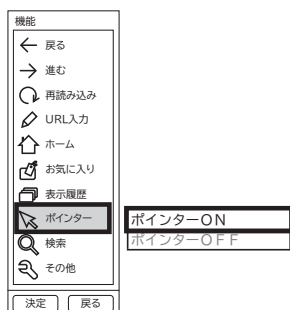 機能
戻る
進む
再読み込み
URL入力
ホーム
お気に入り
表示履歴
ポインター
ポインターON
ポインターOFF
検索
その他
決定 戻る